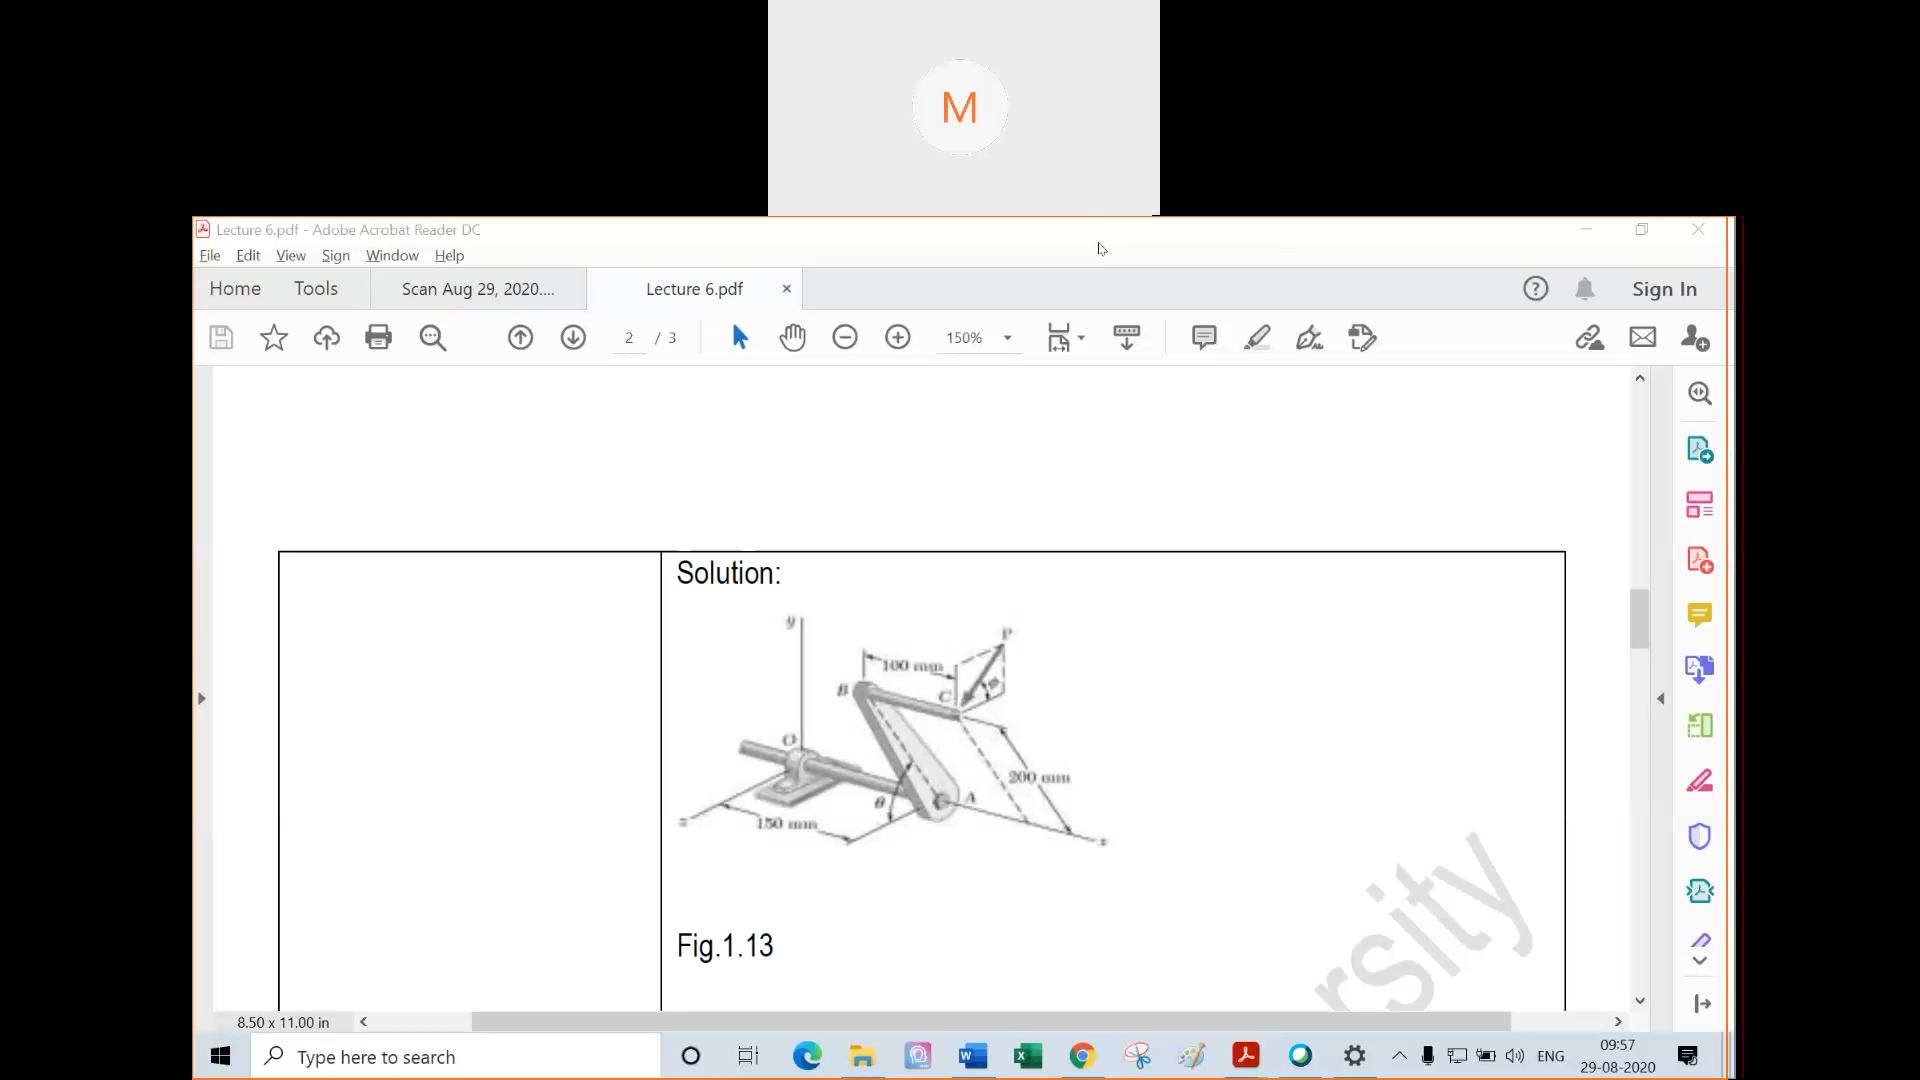 M
Lecture 6.pdf - Adobe Acrobat Reader DC
File Edit View Sign Window Help
Home Tools Scan Aug 29, 2020.... Lecture 6.pdf × Sign In
2 / 3 150%
Solution:
y
P
100 mm
B
C
ϕ
O
200 mm
θ
A
z
150 mm
x
Fig.1.13
rsity
8.50 x 11.00 in
Type here to search
ENG
09:57
29-08-2020